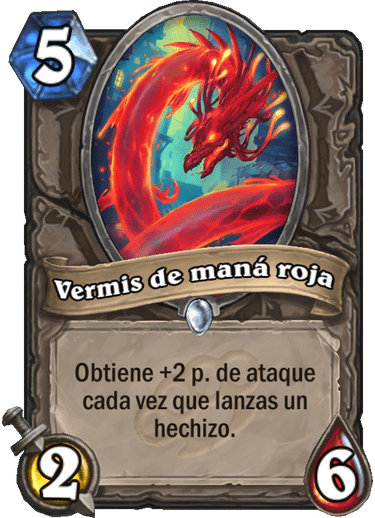 5
Vermis de maná roja
Obtiene +2 p. de ataque
cada vez que lanzas un
hechizo.
2
6